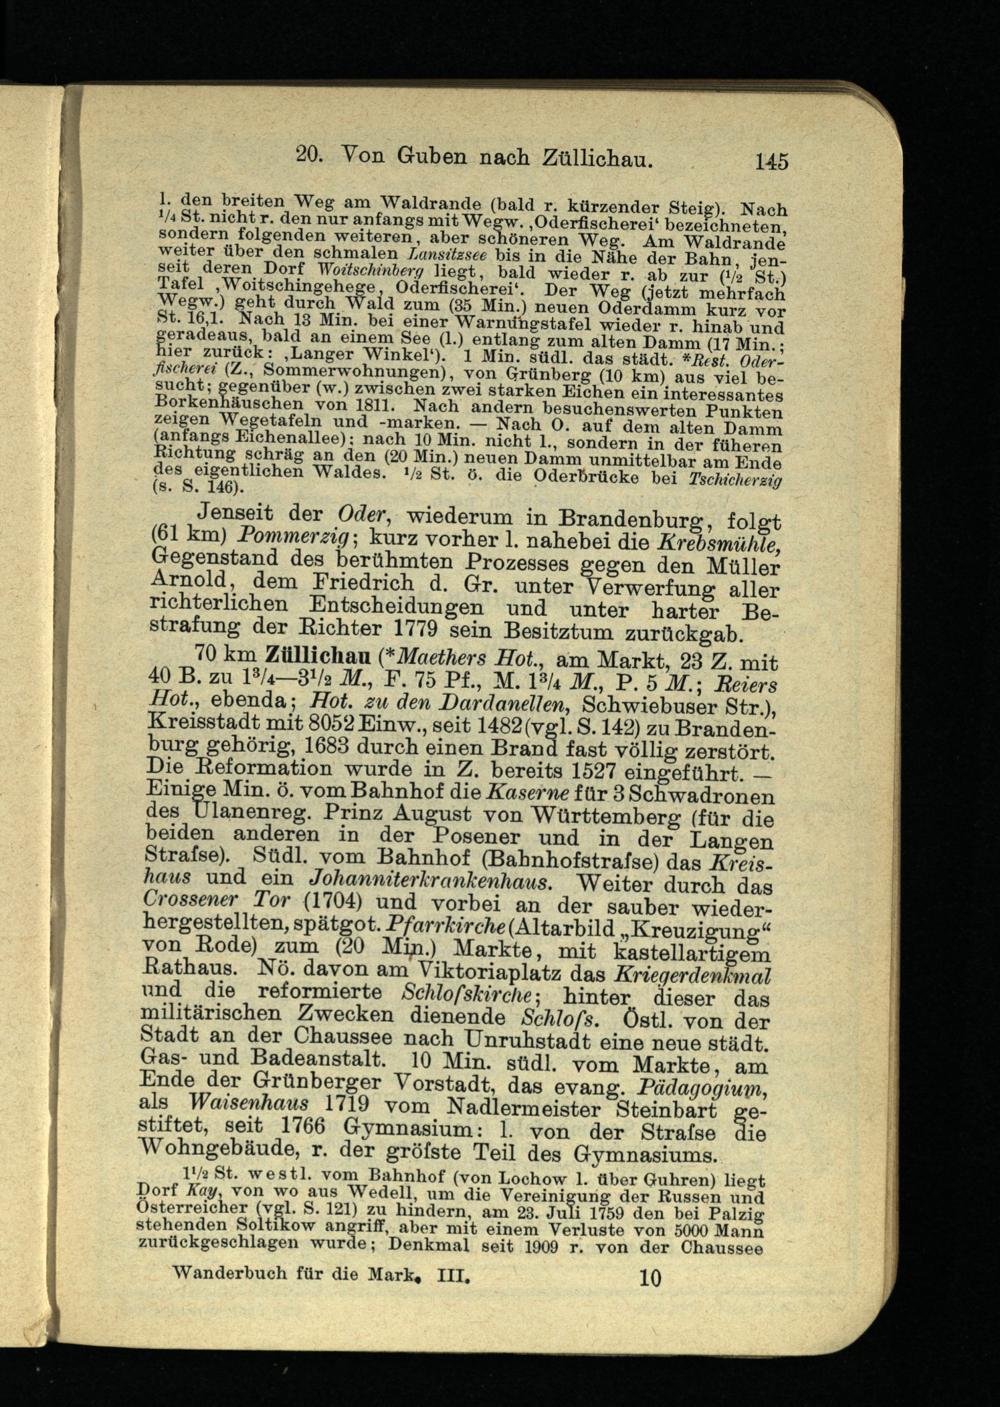 20. Von Guben nach Züllichau. 145
l. den breiten Weg am Waldrande (bald r. kürzender Steig). Nach
¹/₄ St. nicht r. den nur anfangs mit Wegw. ‚Oderfischerei‘ bezeichneten,
sondern folgenden weiteren, aber schöneren Weg. Am Waldrande
weiter über den schmalen Lansitzsee bis in die Nähe der Bahn, jen-
seit deren Dorf Woitschinberg liegt, bald wieder r. ab zur (¹/₂ St.)
Tafel ‚Woitschingehege, Oderfischerei‘. Der Weg (jetzt mehrfach
Wegw.) geht durch Wald zum (35 Min.) neuen Oderdamm kurz vor
St. 16,1. Nach 13 Min. bei einer Warnungstafel wieder r. hinab und
geradeaus, bald an einem See (l.) entlang zum alten Damm (17 Min.;
hier zurück: ‚Langer Winkel‘). 1 Min. südl. das städt. *Rest. Oder-
fischerei (Z., Sommerwohnungen), von Grünberg (10 km) aus viel be-
sucht; gegenüber (w.) zwischen zwei starken Eichen ein interessantes
Borkenhäuschen von 1811. Nach andern besuchenswerten Punkten
zeigen Wegetafeln und -marken. — Nach O. auf dem alten Damm
(anfangs Eichenallee); nach 10 Min. nicht l., sondern in der füheren
Richtung schräg an den (20 Min.) neuen Damm unmittelbar am Ende
des eigentlichen Waldes. ¹/₂ St. ö. die Oderbrücke bei Tschicherzig
(s. S. 146).
Jenseit der Oder, wiederum in Brandenburg, folgt
(61 km) Pommerzig; kurz vorher l. nahebei die Krebsmühle,
Gegenstand des berühmten Prozesses gegen den Müller
Arnold, dem Friedrich d. Gr. unter Verwerfung aller
richterlichen Entscheidungen und unter harter Be-
strafung der Richter 1779 sein Besitztum zurückgab.
70 km Züllichau (*Maethers Hot., am Markt, 23 Z. mit
40 B. zu 1³/₄—3¹/₂ M., F. 75 Pf., M. 1³/₄ M., P. 5 M.; Reiers
Hot., ebenda; Hot. zu den Dardanellen, Schwiebuser Str.),
Kreisstadt mit 8052 Einw., seit 1482 (vgl. S. 142) zu Branden-
burg gehörig, 1683 durch einen Brand fast völlig zerstört.
Die Reformation wurde in Z. bereits 1527 eingeführt. —
Einige Min. ö. vom Bahnhof die Kaserne für 3 Schwadronen
des Ulanenreg. Prinz August von Württemberg (für die
beiden anderen in der Posener und in der Langen
Straſse). Südl. vom Bahnhof (Bahnhofstraſse) das Kreis-
haus und ein Johanniterkrankenhaus. Weiter durch das
Crossener Tor (1704) und vorbei an der sauber wieder-
hergestellten, spätgot. Pfarrkirche (Altarbild „Kreuzigung“
von Rode) zum (20 Min.) Markte, mit kastellartigem
Rathaus. Nö. davon am Viktoriaplatz das Kriegerdenkmal
und die reformierte Schloſskirche; hinter dieser das
militärischen Zwecken dienende Schloſs. Östl. von der
Stadt an der Chaussee nach Unruhstadt eine neue städt.
Gas- und Badeanstalt. 10 Min. südl. vom Markte, am
Ende der Grünberger Vorstadt, das evang. Pädagogium,
als Waisenhaus 1719 vom Nadlermeister Steinbart ge-
stiftet, seit 1766 Gymnasium: l. von der Straſse die
Wohngebäude, r. der gröſste Teil des Gymnasiums.
1¹/₂ St. westl. vom Bahnhof (von Lochow l. über Guhren) liegt
Dorf Kay, von wo aus Wedell, um die Vereinigung der Russen und
Österreicher (vgl. S. 121) zu hindern, am 23. Juli 1759 den bei Palzig
stehenden Soltikow angriff, aber mit einem Verluste von 5000 Mann
zurückgeschlagen wurde; Denkmal seit 1909 r. von der Chaussee
Wanderbuch für die Mark. III. 10